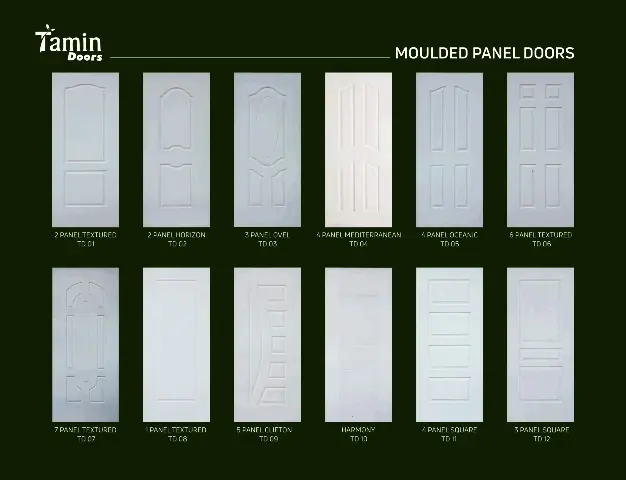 Tamin
Doors
MOULDED PANEL DOORS
2 PANEL TEXTURED
TD 01
2 PANEL HORIZON
TD 02
3 PANEL OVEL
TD 03
4 PANEL MEDITERRANEAN
TD 04
4 PANEL OCEANIC
TD 05
6 PANEL TEXTURED
TD 06
7 PANEL TEXTURED
TD 07
1 PANEL TEXTURED
TD 08
5 PANEL CLIFTON
TD 09
HARMONY
TD 10
4 PANEL SQUARE
TD 11
3 PANEL SQUARE
TD 12